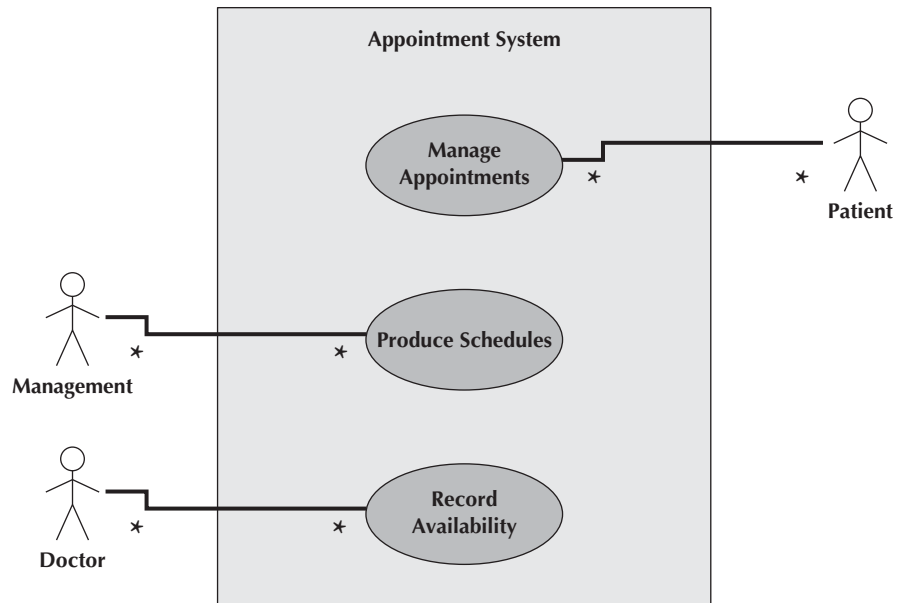 Appointment System
Manage
Appointments
*
*
Patient
Produce Schedules
*
*
Management
Record
Availability
*
*
Doctor